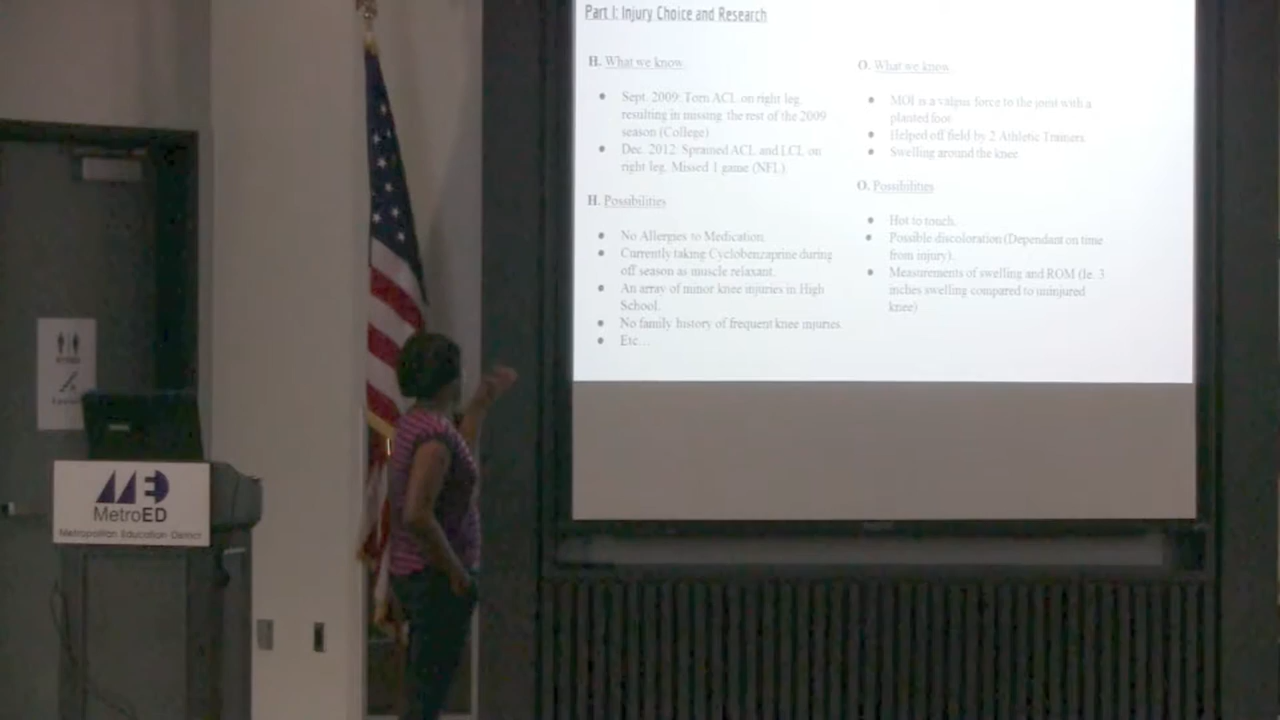 Part I: Injury Choice and Research
H. What we know
Sept. 2009: Torn ACL on right leg,
resulting in missing the rest of the 2009
season (College)
Dec. 2012: Sprained ACL and LCL on
right leg. Missed 1 game (NFL)
H. Possibilities
No Allergies to Medication.
Currently taking Cyclobenzaprine during
off season as muscle relaxant.
An array of minor knee injuries in High
School.
No family history of frequent knee injuries.
Etc...
O. What we know
MOI is a valgus force to the joint with a
planted foot
Helped off field by 2 Athletic Trainers
Swelling around the knee
O. Possibilities
Hot to touch.
Possible discoloration (Dependant on time
from injury).
Measurements of swelling and ROM (Ie. 3
inches swelling compared to uninjured
knee)
MetroED
Metropolitan Education District